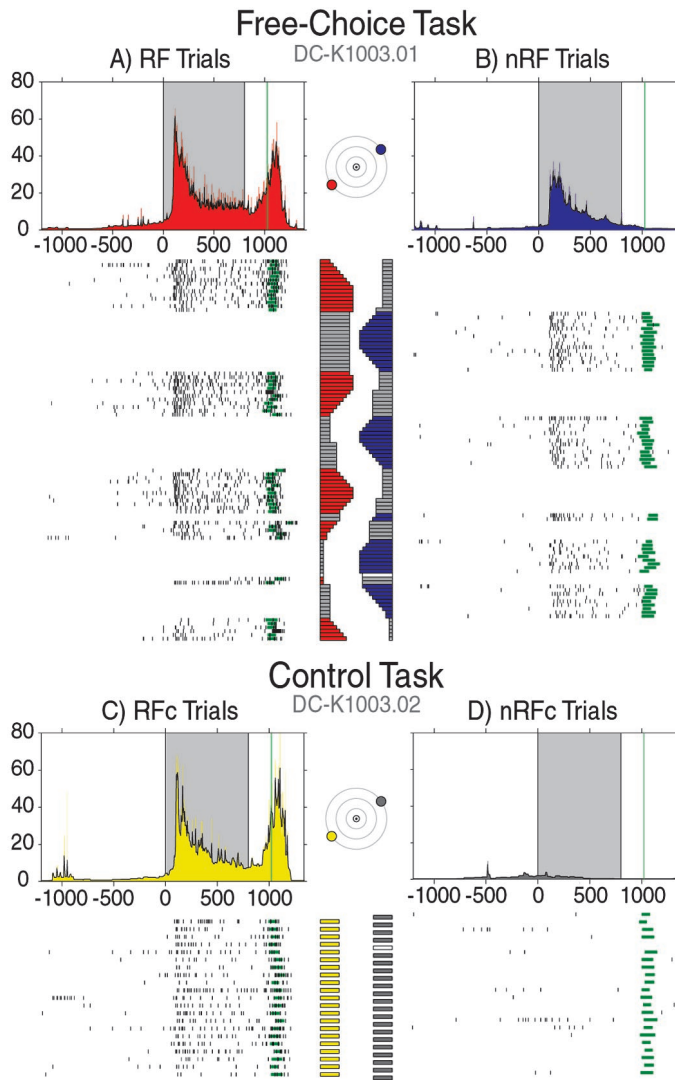 Free-Choice Task
DC-K1003.01
A) RF Trials
B) nRF Trials
80
60
40
20
0
-1000 -500 0 500 1000
-1000 -500 0 500 1000
Control Task
DC-K1003.02
C) RFc Trials
D) nRFc Trials
80
60
40
20
0
-1000 -500 0 500 1000
-1000 -500 0 500 1000